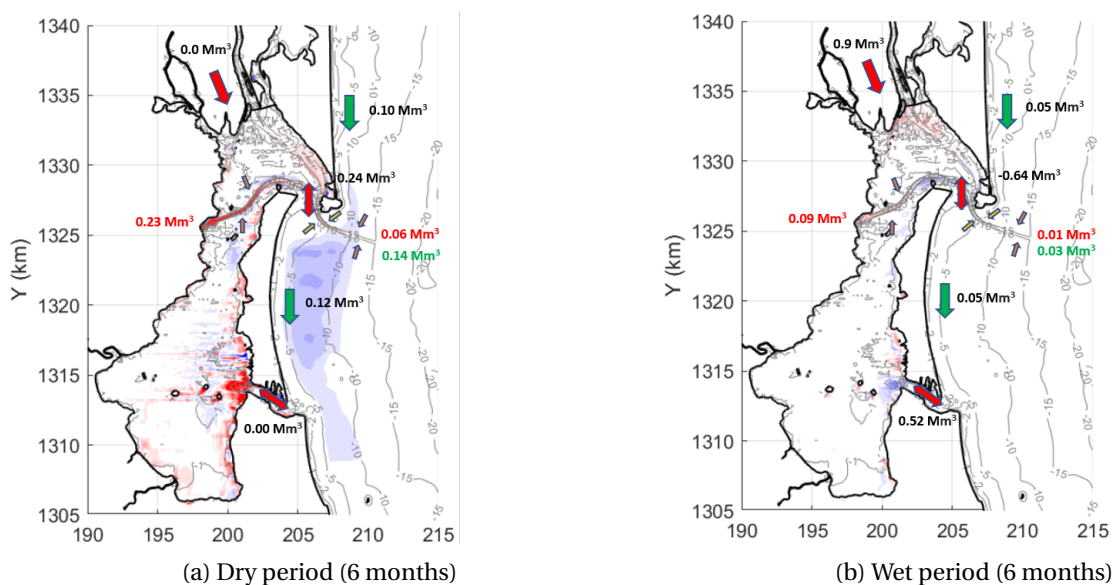 1340
1335
1330
1325
1320
1315
1310
1305
Y (km)
190
195
200
205
210
215
0.0 Mm³
0.10 Mm³
0.24 Mm³
0.23 Mm³
0.06 Mm³
0.14 Mm³
0.12 Mm³
0.00 Mm³
(a) Dry period (6 months)
1340
1335
1330
1325
1320
1315
1310
1305
Y (km)
190
195
200
205
210
215
0.9 Mm³
0.05 Mm³
-0.64 Mm³
0.09 Mm³
0.01 Mm³
0.03 Mm³
0.05 Mm³
0.52 Mm³
(b) Wet period (6 months)